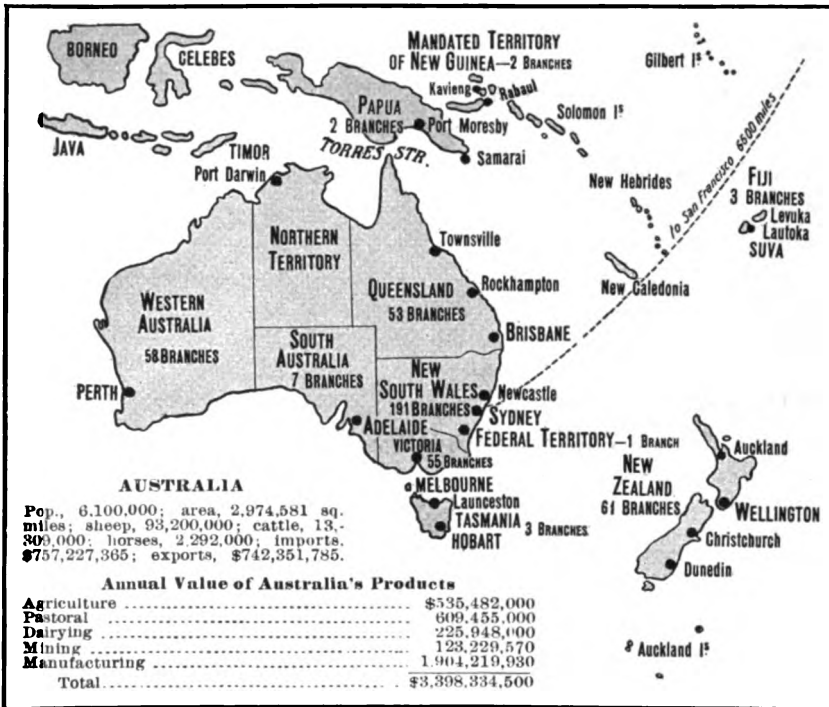 BORNEO
CELEBES
MANDATED TERRITORY
OF NEW GUINEA—2 BRANCHES
Gilbert Is
Kavieng
Rabaul
PAPUA
2 BRANCHES
Port Moresby
Solomon Is
JAVA
TIMOR
TORRES STR.
Samarai
Port Darwin
to San Francisco 6500 miles
New Hebrides
FIJI
3 BRANCHES
Levuka
Lautoka
SUVA
NORTHERN
TERRITORY
Townsville
New Caledonia
QUEENSLAND
53 BRANCHES
Rockhampton
WESTERN
AUSTRALIA
58 BRANCHES
BRISBANE
SOUTH
AUSTRALIA
7 BRANCHES
NEW
SOUTH WALES
191 BRANCHES
Newcastle
PERTH
SYDNEY
ADELAIDE
FEDERAL TERRITORY—1 BRANCH
VICTORIA
55 BRANCHES
Auckland
NEW
ZEALAND
61 BRANCHES
MELBOURNE
Launceston
TASMANIA
3 BRANCHES
HOBART
WELLINGTON
Christchurch
Dunedin
Auckland Is
AUSTRALIA
Pop., 6,100,000; area, 2,974,581 sq.
miles; sheep, 93,200,000; cattle, 13,-
309,000; horses, 2,292,000; imports.
$757,227,365; exports, $742,351,785.
Annual Value of Australia's Products
Agriculture ........ $535,482,000
Pastoral ........ 609,455,000
Dairying ........ 225,948,000
Mining ........ 123,229,570
Manufacturing ........ 1,904,219,930
Total ........ $3,398,334,500